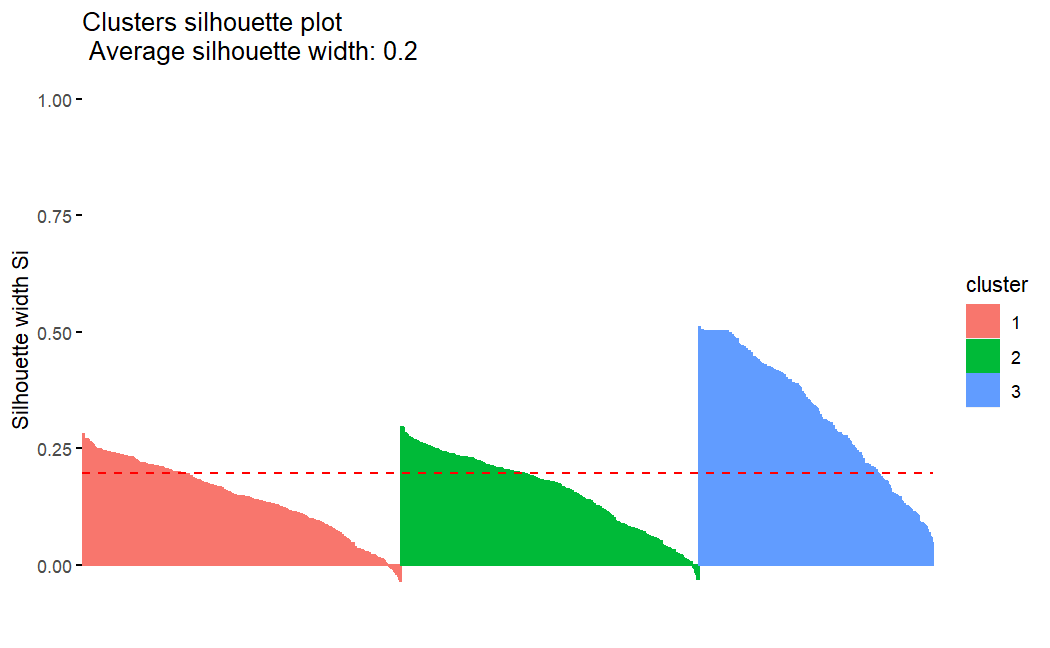 Clusters silhouette plot
Average silhouette width: 0.2
1.00
0.75
0.50
0.25
0.00
Silhouette width Si
cluster
1
2
3